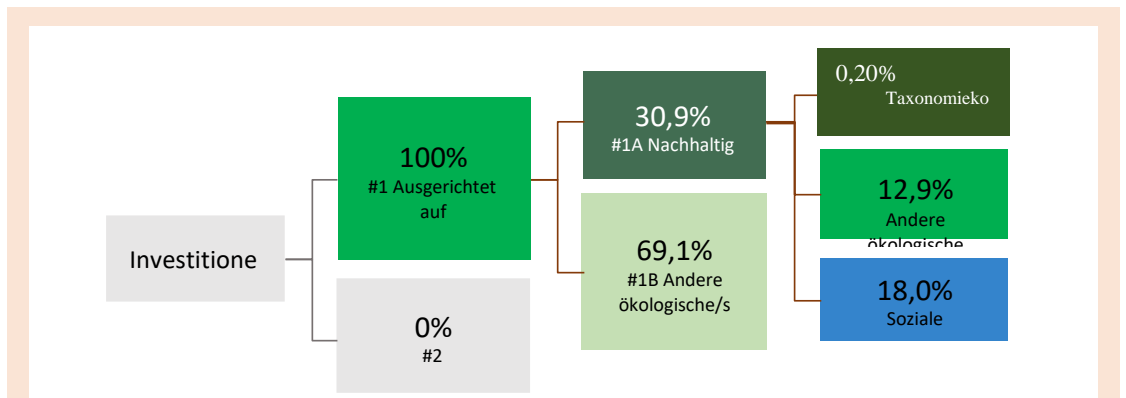 Investitione
100%
#1 Ausgerichtet
auf
0%
#2
30,9%
#1A Nachhaltig
69,1%
#1B Andere
ökologische/s
0,20%
Taxonomieko
12,9%
Andere
ökologische
18,0%
Soziale